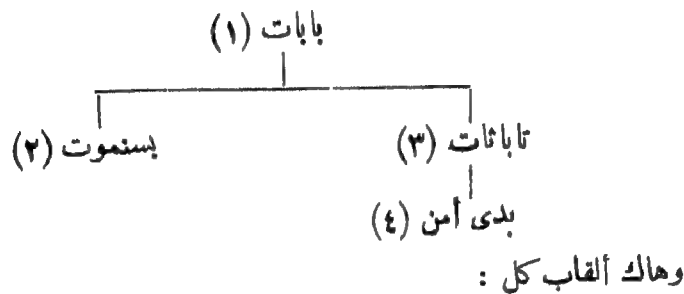 بابات (١)
تاباثات (٣) بسنموت (٢)
بدى أمن (٤)
وهاك ألقاب كل :